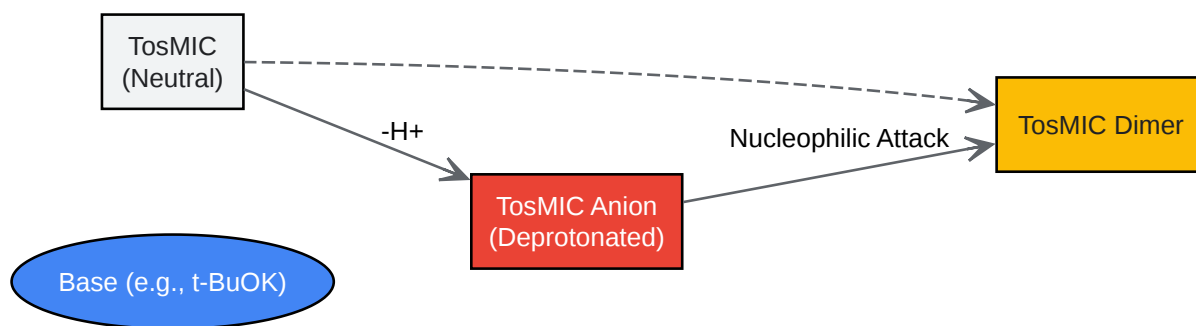 TosMIC
(Neutral)
-H+
Nucleophilic Attack
TosMIC Dimer
TosMIC Anion
(Deprotonated)
Base (e.g., t-BuOK)